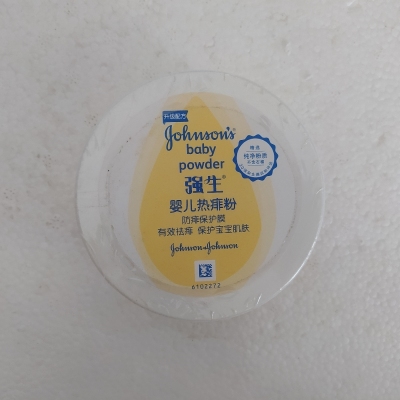 升级配方
Johnson's®
baby
powder
强生®
婴儿热痱粉
防痱保护膜
有效祛痱 保护宝宝肌肤
Johnson & Johnson
6102272